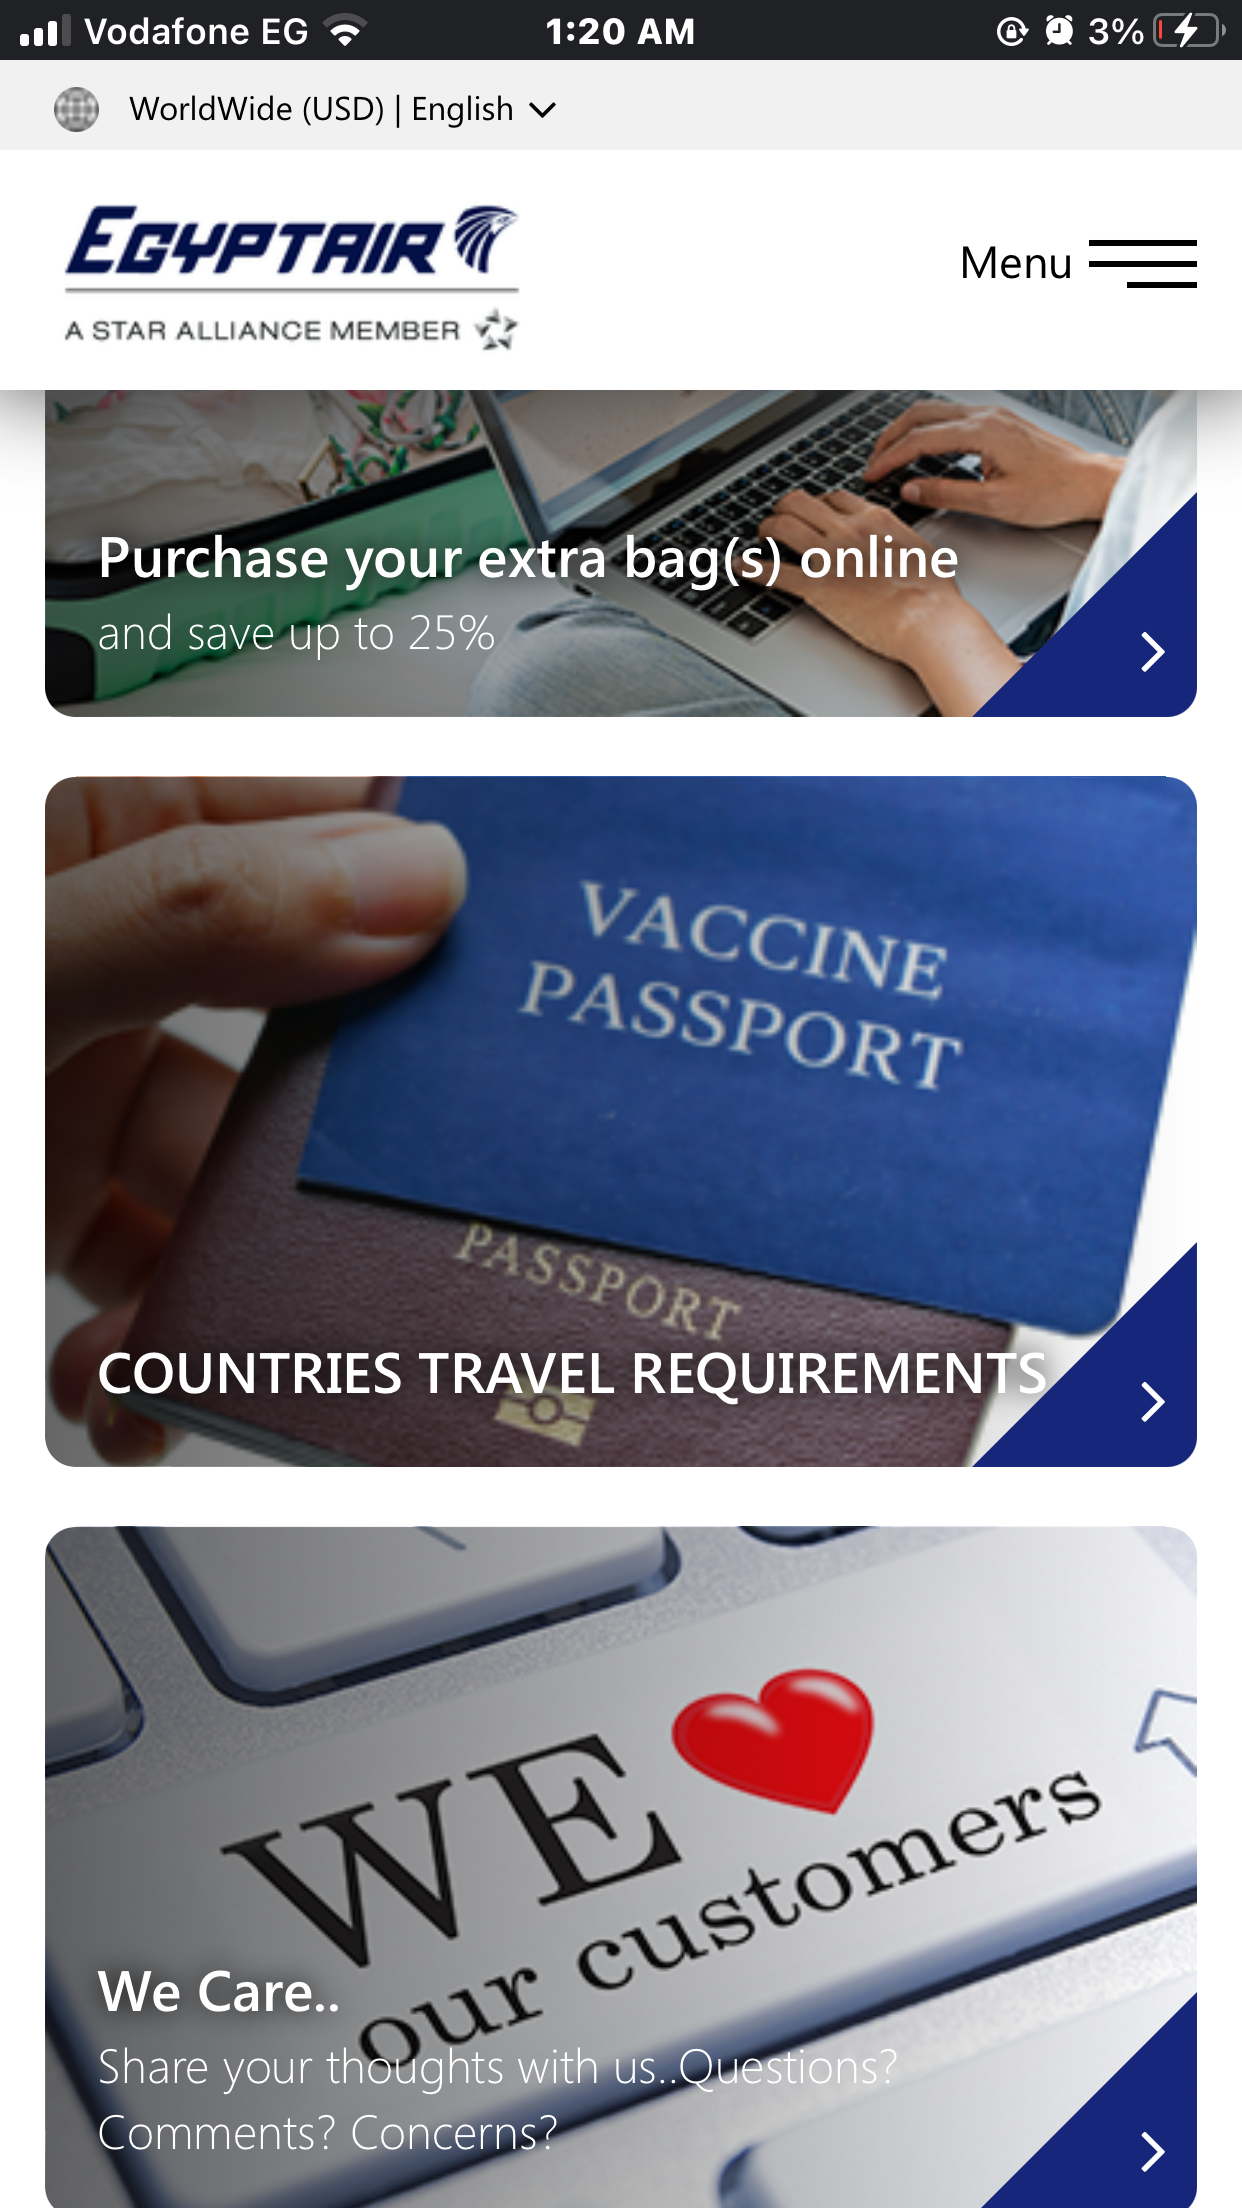 Vodafone EG
1:20 AM
3%
WorldWide (USD) | English
EGYPTAIR
A STAR ALLIANCE MEMBER
Menu
Purchase your extra bag(s) online
and save up to 25%
VACCINE
PASSPORT
PASSPORT
COUNTRIES TRAVEL REQUIREMENTS
WE
our customers
We Care..
Share your thoughts with us..Questions?
Comments? Concerns?